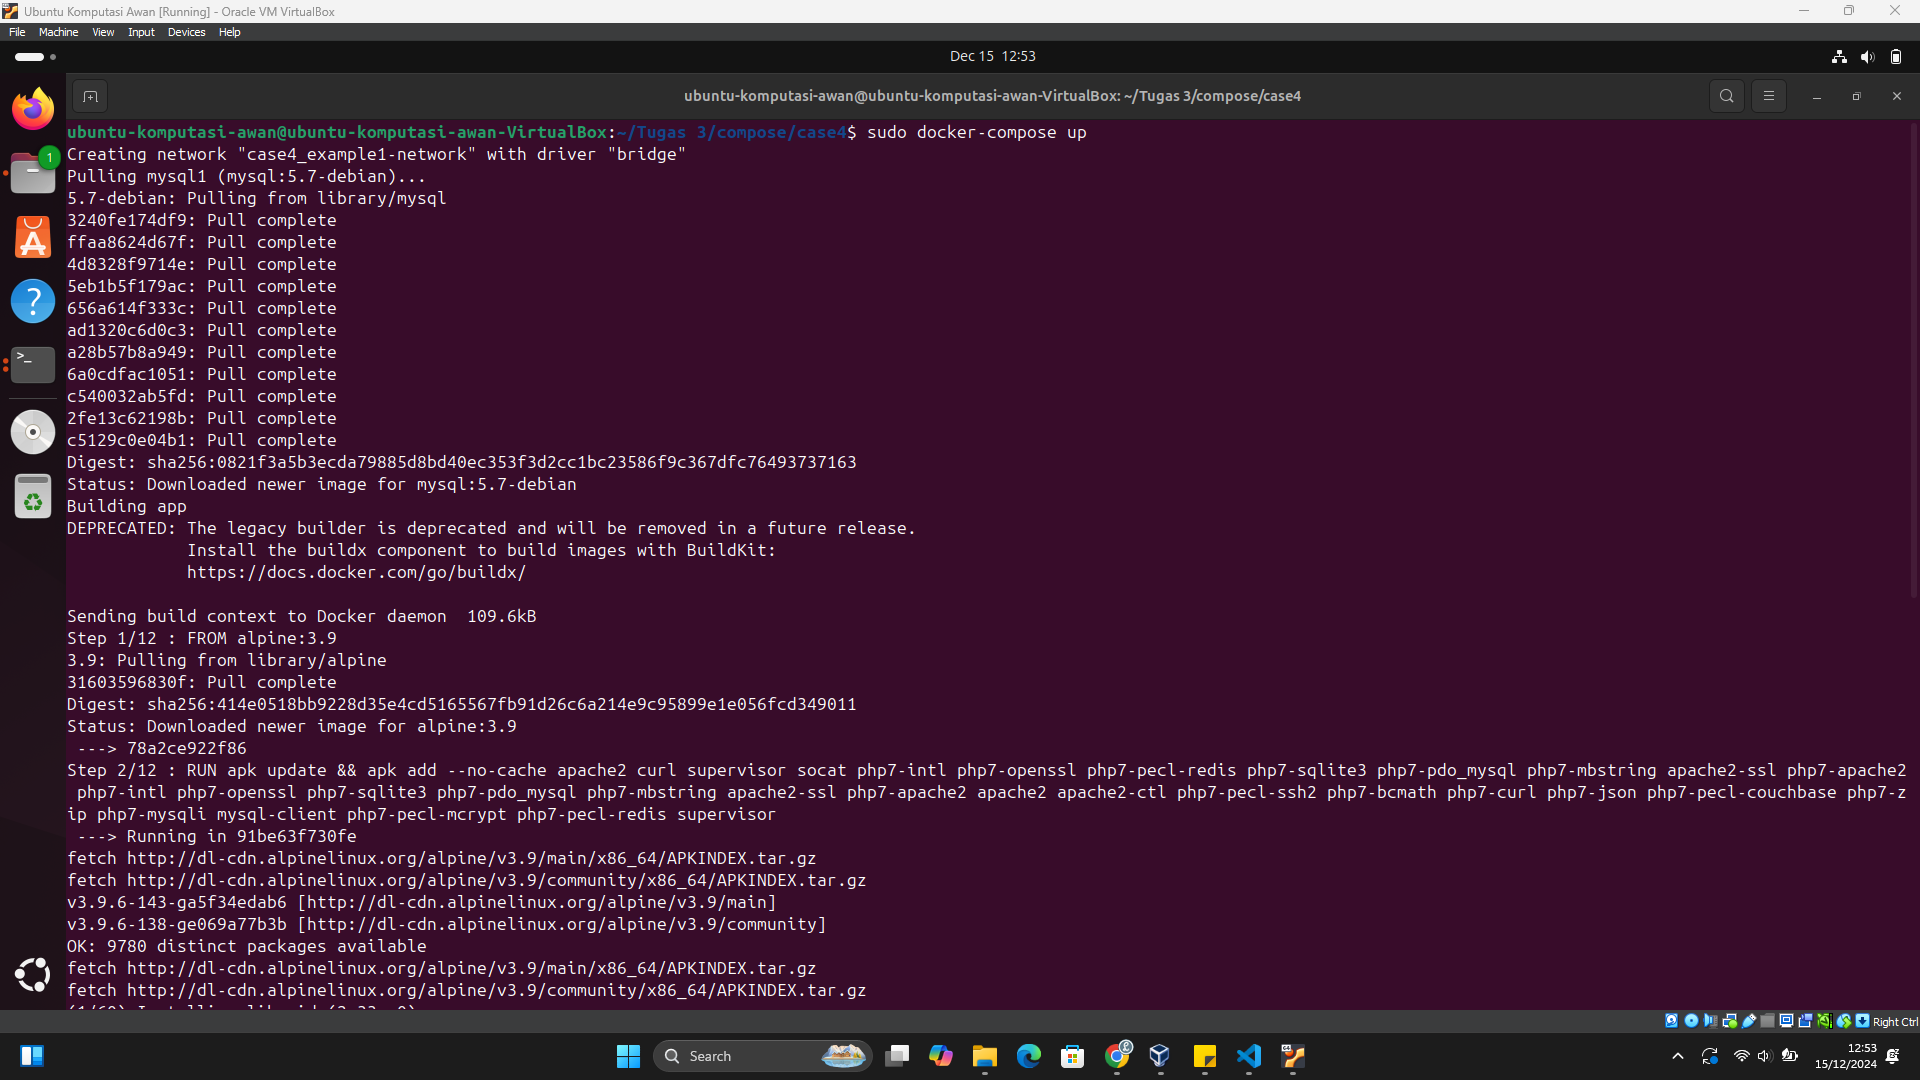 Ubuntu Komputasi Awan [Running] - Oracle VM VirtualBox
File Machine View Input Devices Help
Dec 15 12:53
ubuntu-komputasi-awan@ubuntu-komputasi-awan-VirtualBox: ~/Tugas 3/compose/case4
ubuntu-komputasi-awan@ubuntu-komputasi-awan-VirtualBox:~/Tugas 3/compose/case4$ sudo docker-compose up
Creating network "case4_example1-network" with driver "bridge"
Pulling mysql1 (mysql:5.7-debian)...
5.7-debian: Pulling from library/mysql
3240fe174df9: Pull complete
ffaa8624d67f: Pull complete
4d8328f9714e: Pull complete
5eb1b5f179ac: Pull complete
656a614f333c: Pull complete
ad1320c6d0c3: Pull complete
a28b57b8a949: Pull complete
6a0cdfac1051: Pull complete
c540032ab5fd: Pull complete
2fe13c62198b: Pull complete
c5129c0e04b1: Pull complete
Digest: sha256:0821f3a5b3ecda79885d8bd40ec353f3d2cc1bc23586f9c367dfc76493737163
Status: Downloaded newer image for mysql:5.7-debian
Building app
DEPRECATED: The legacy builder is deprecated and will be removed in a future release.
Install the buildx component to build images with BuildKit:
https://docs.docker.com/go/buildx/
Sending build context to Docker daemon 109.6kB
Step 1/12 : FROM alpine:3.9
3.9: Pulling from library/alpine
31603596830f: Pull complete
Digest: sha256:414e0518bb9228d35e4cd5165567fb91d26c6a214e9c95899e1e056fcd349011
Status: Downloaded newer image for alpine:3.9
---> 78a2ce922f86
Step 2/12 : RUN apk update && apk add --no-cache apache2 curl supervisor socat php7-intl php7-openssl php7-pecl-redis php7-sqlite3 php7-pdo_mysql php7-mbstring apache2-ssl php7-apache2
php7-intl php7-openssl php7-sqlite3 php7-pdo_mysql php7-mbstring apache2-ssl php7-apache2 apache2 apache2-ctl php7-pecl-ssh2 php7-bcmath php7-curl php7-json php7-pecl-couchbase php7-z
ip php7-mysqli mysql-client php7-pecl-mcrypt php7-pecl-redis supervisor
---> Running in 91be63f730fe
fetch http://dl-cdn.alpinelinux.org/alpine/v3.9/main/x86_64/APKINDEX.tar.gz
fetch http://dl-cdn.alpinelinux.org/alpine/v3.9/community/x86_64/APKINDEX.tar.gz
v3.9.6-143-ga5f34edab6 [http://dl-cdn.alpinelinux.org/alpine/v3.9/main]
v3.9.6-138-ge069a77b3b [http://dl-cdn.alpinelinux.org/alpine/v3.9/community]
OK: 9780 distinct packages available
fetch http://dl-cdn.alpinelinux.org/alpine/v3.9/main/x86_64/APKINDEX.tar.gz
fetch http://dl-cdn.alpinelinux.org/alpine/v3.9/community/x86_64/APKINDEX.tar.gz
1
Right Ctrl
Search
12:53
15/12/2024